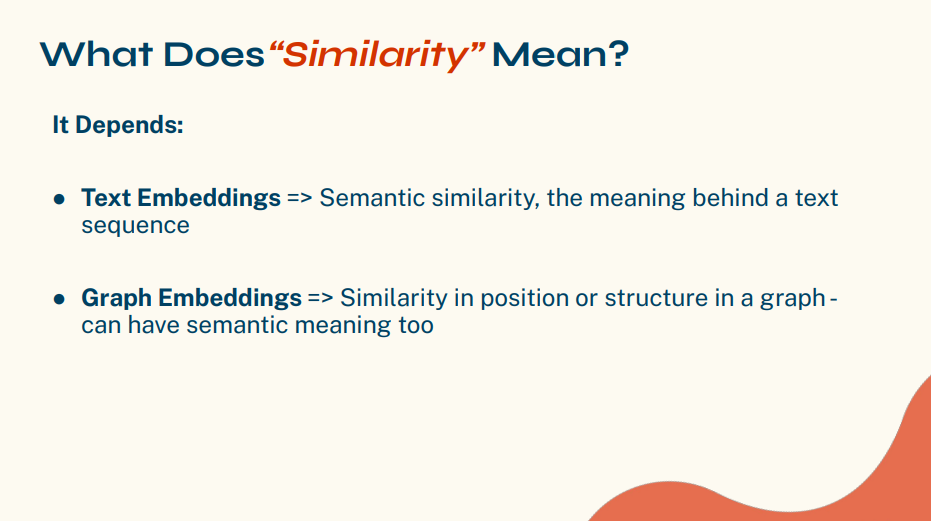 What Does “Similarity” Mean?
It Depends:
● Text Embeddings => Semantic similarity, the meaning behind a text
sequence
● Graph Embeddings => Similarity in position or structure in a graph -
can have semantic meaning too